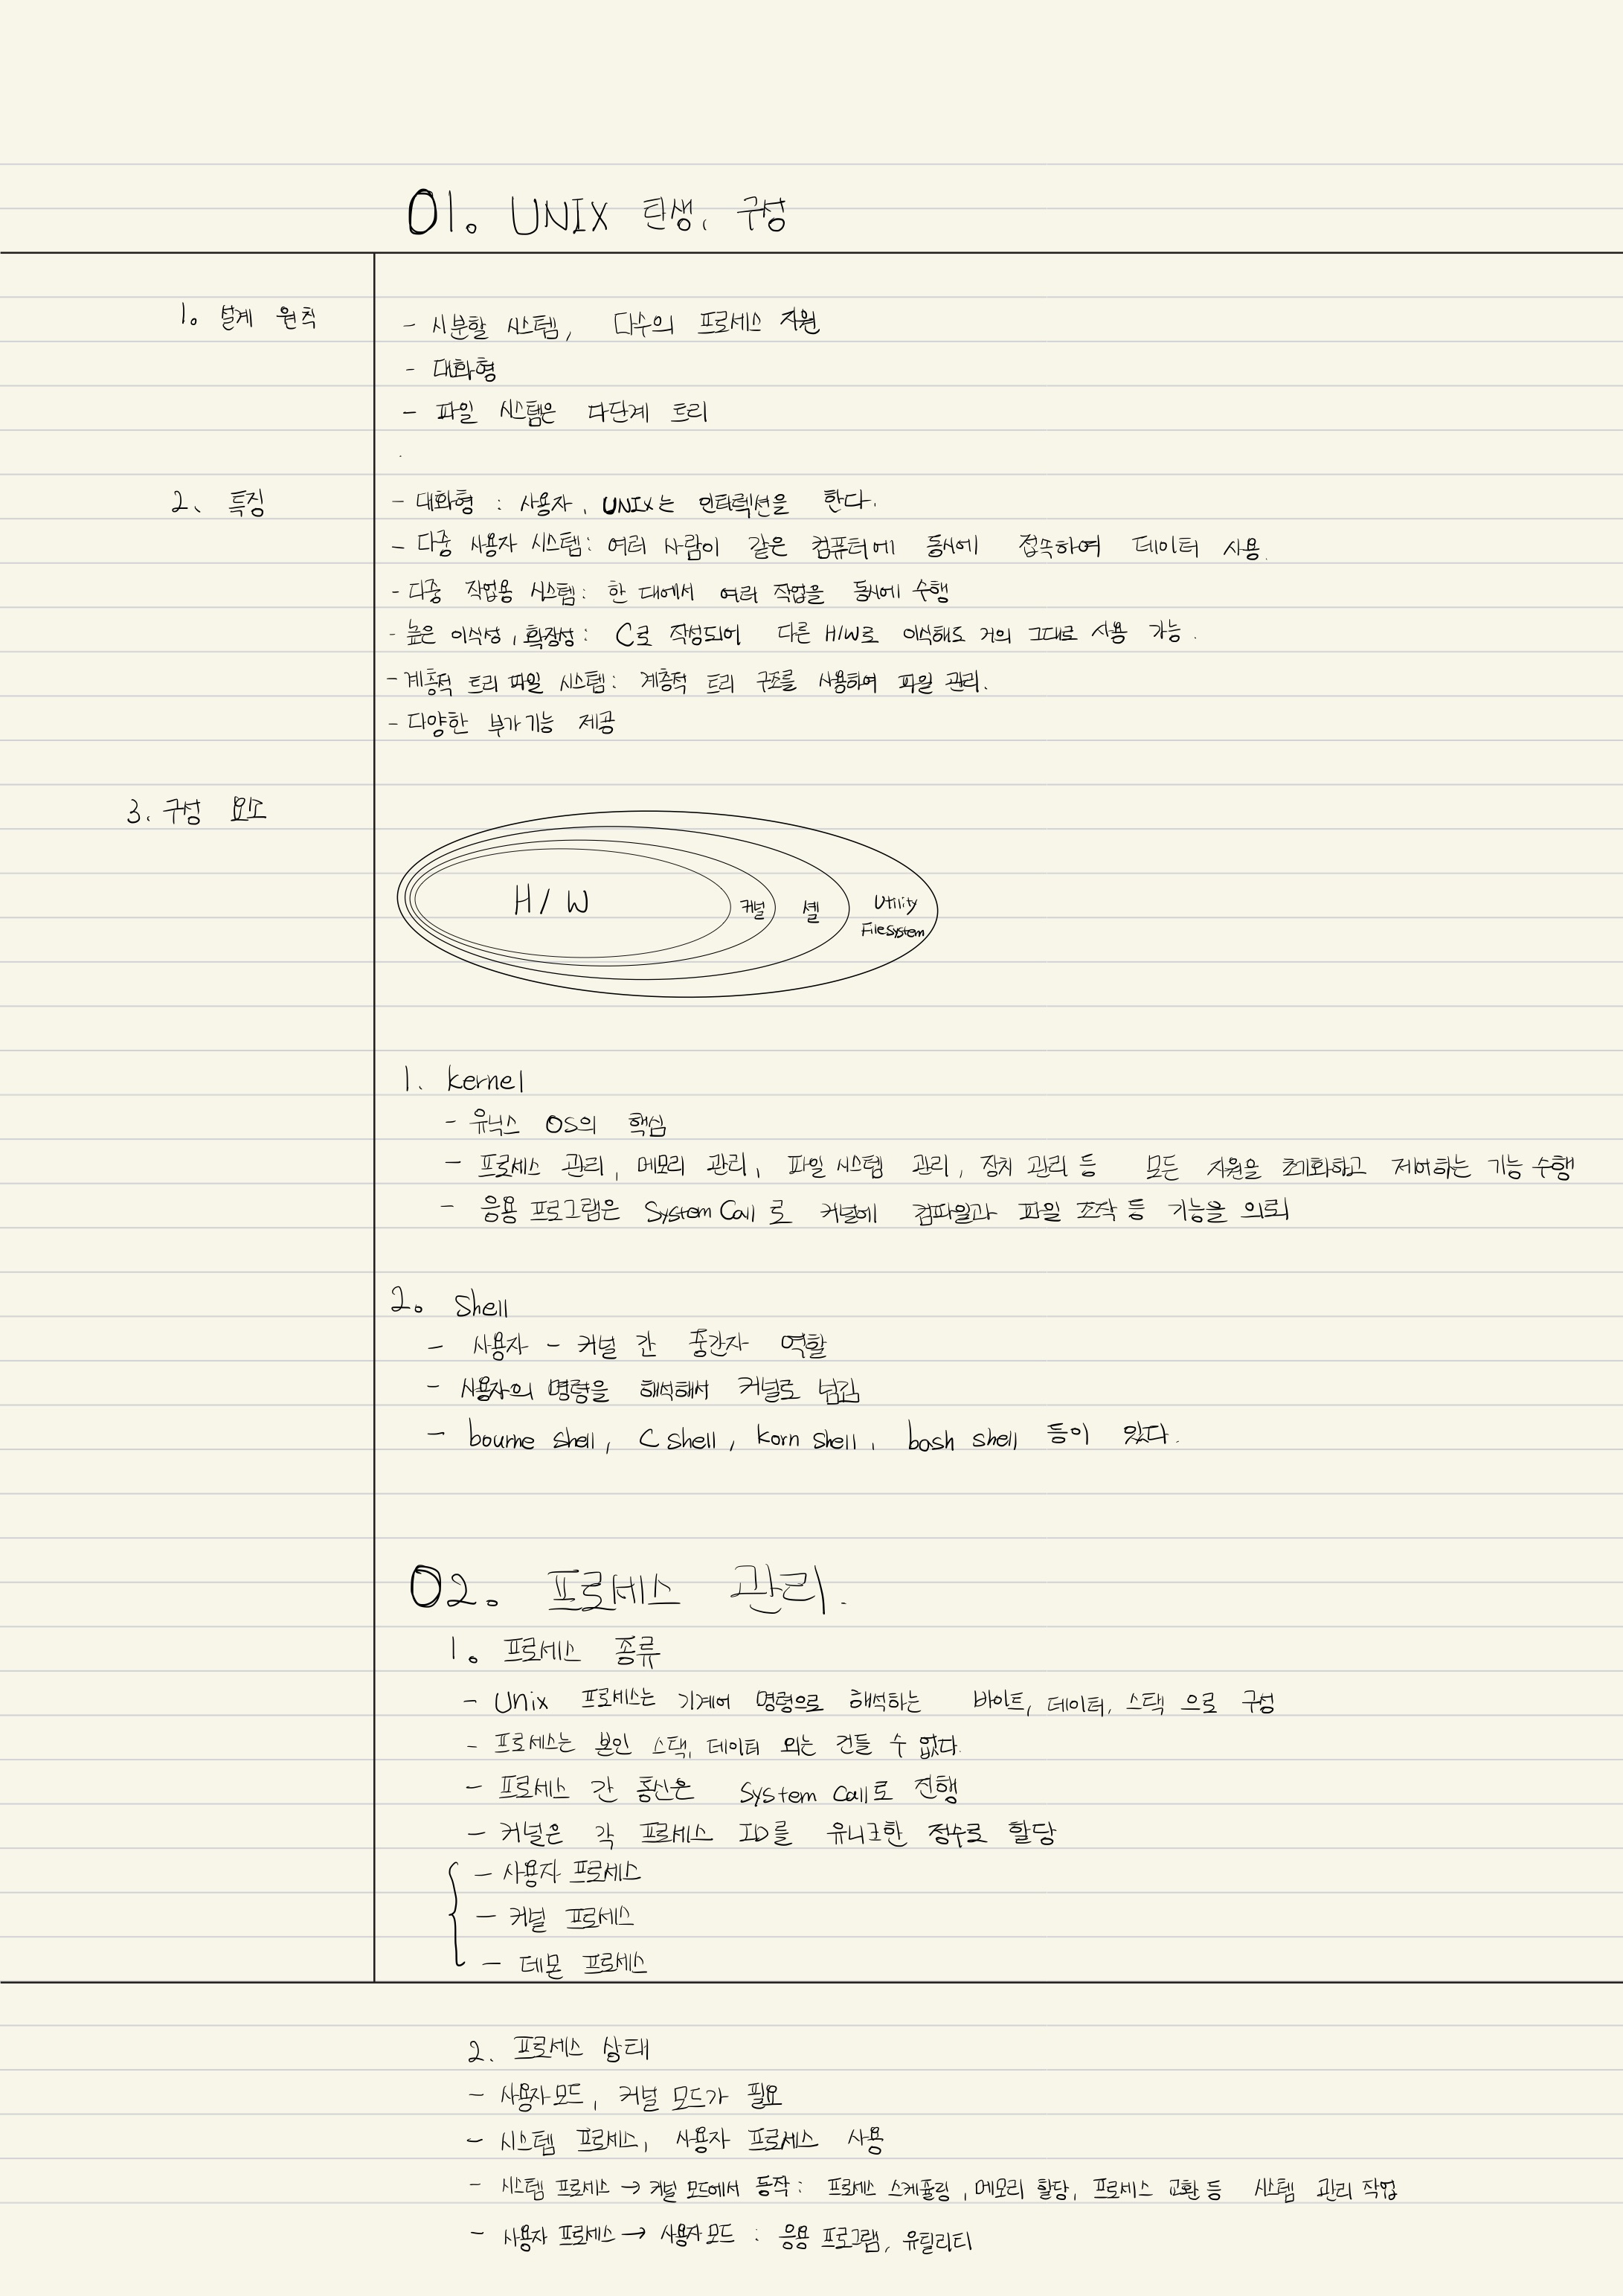 01. UNIX 탄생, 구성
1. 설계 원칙
- 시분할 시스템, 다수의 프로세스 지원
- 대화형
- 파일 시스템은 다단계 트리
2. 특징
- 대화형 : 사용자, UNIX는 인터렉션을 한다.
- 다중 사용자 시스템: 여러 사람이 같은 컴퓨터에 동시에 접속하여 데이터 사용.
- 다중 작업용 시스템: 한 대에서 여러 작업을 동시에 수행
- 높은 이식성, 확장성: C로 작성되어 다른 H/W로 이식해도 거의 그대로 사용 가능.
- 계층적 트리 파일 시스템: 계층적 트리 구조를 사용하여 파일 관리.
- 다양한 부가 기능 제공
3. 구성 요소
H/W 커널 셸 Utility
FileSystem
1. kernel
- 유닉스 OS의 핵심
- 프로세스 관리, 메모리 관리, 파일 시스템 관리, 장치 관리 등 모든 자원을 초기화하고 제어하는 기능 수행
- 응용 프로그램은 System Call로 커널에 컴파일과 파일 조작 등 기능을 의뢰
2. Shell
- 사용자 - 커널 간 중간자 역할
- 사용자의 명령을 해석해서 커널로 넘김
- bourne shell, C shell, korn shell, bash shell 등이 있다.
02. 프로세스 관리.
1. 프로세스 종류
- Unix 프로세스는 기계어 명령으로 해석하는 바이트, 데이터, 스택 으로 구성
- 프로세스는 본인 스택, 데이터 외는 건들 수 없다.
- 프로세스 간 통신은 System Call로 진행
- 커널은 각 프로세스 ID를 유니크한 정수로 할당
- 사용자 프로세스
- 커널 프로세스
- 데몬 프로세스
2. 프로세스 상태
- 사용자 모드, 커널 모드가 필요
- 시스템 프로세스, 사용자 프로세스 사용
- 시스템 프로세스 → 커널 모드에서 동작: 프로세스 스케쥴링, 메모리 할당, 프로세스 교환 등 시스템 관리 작업
- 사용자 프로세스 → 사용자 모드 : 응용 프로그램, 유틸리티